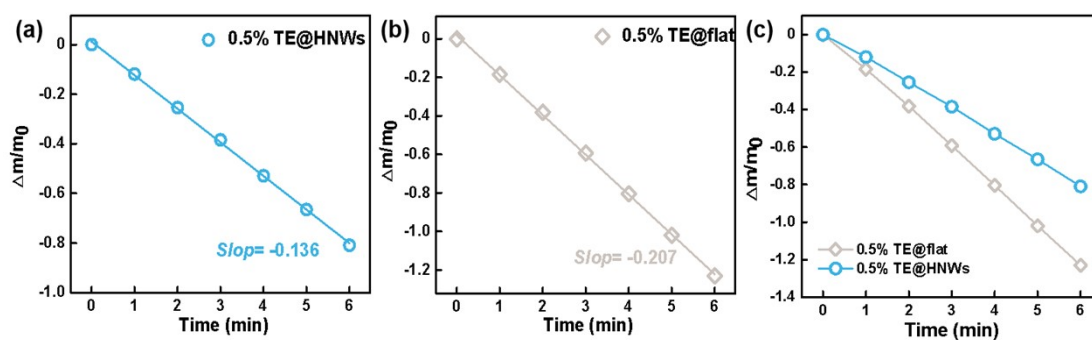 (a)
0.5% TE@HNWs
0
-0.2
-0.4
-0.6
-0.8
-1.0
△m/m0
Slop= -0.136
0 1 2 3 4 5 6
Time (min)
(b)
0.5% TE@flat
0
-0.2
-0.4
-0.6
-0.8
-1.0
-1.2
△m/m0
Slop= -0.207
0 1 2 3 4 5 6
Time (min)
(c)
0
-0.2
-0.4
-0.6
-0.8
-1.0
-1.2
-1.4
△m/m0
0.5% TE@flat
0.5% TE@HNWs
0 1 2 3 4 5 6
Time (min)